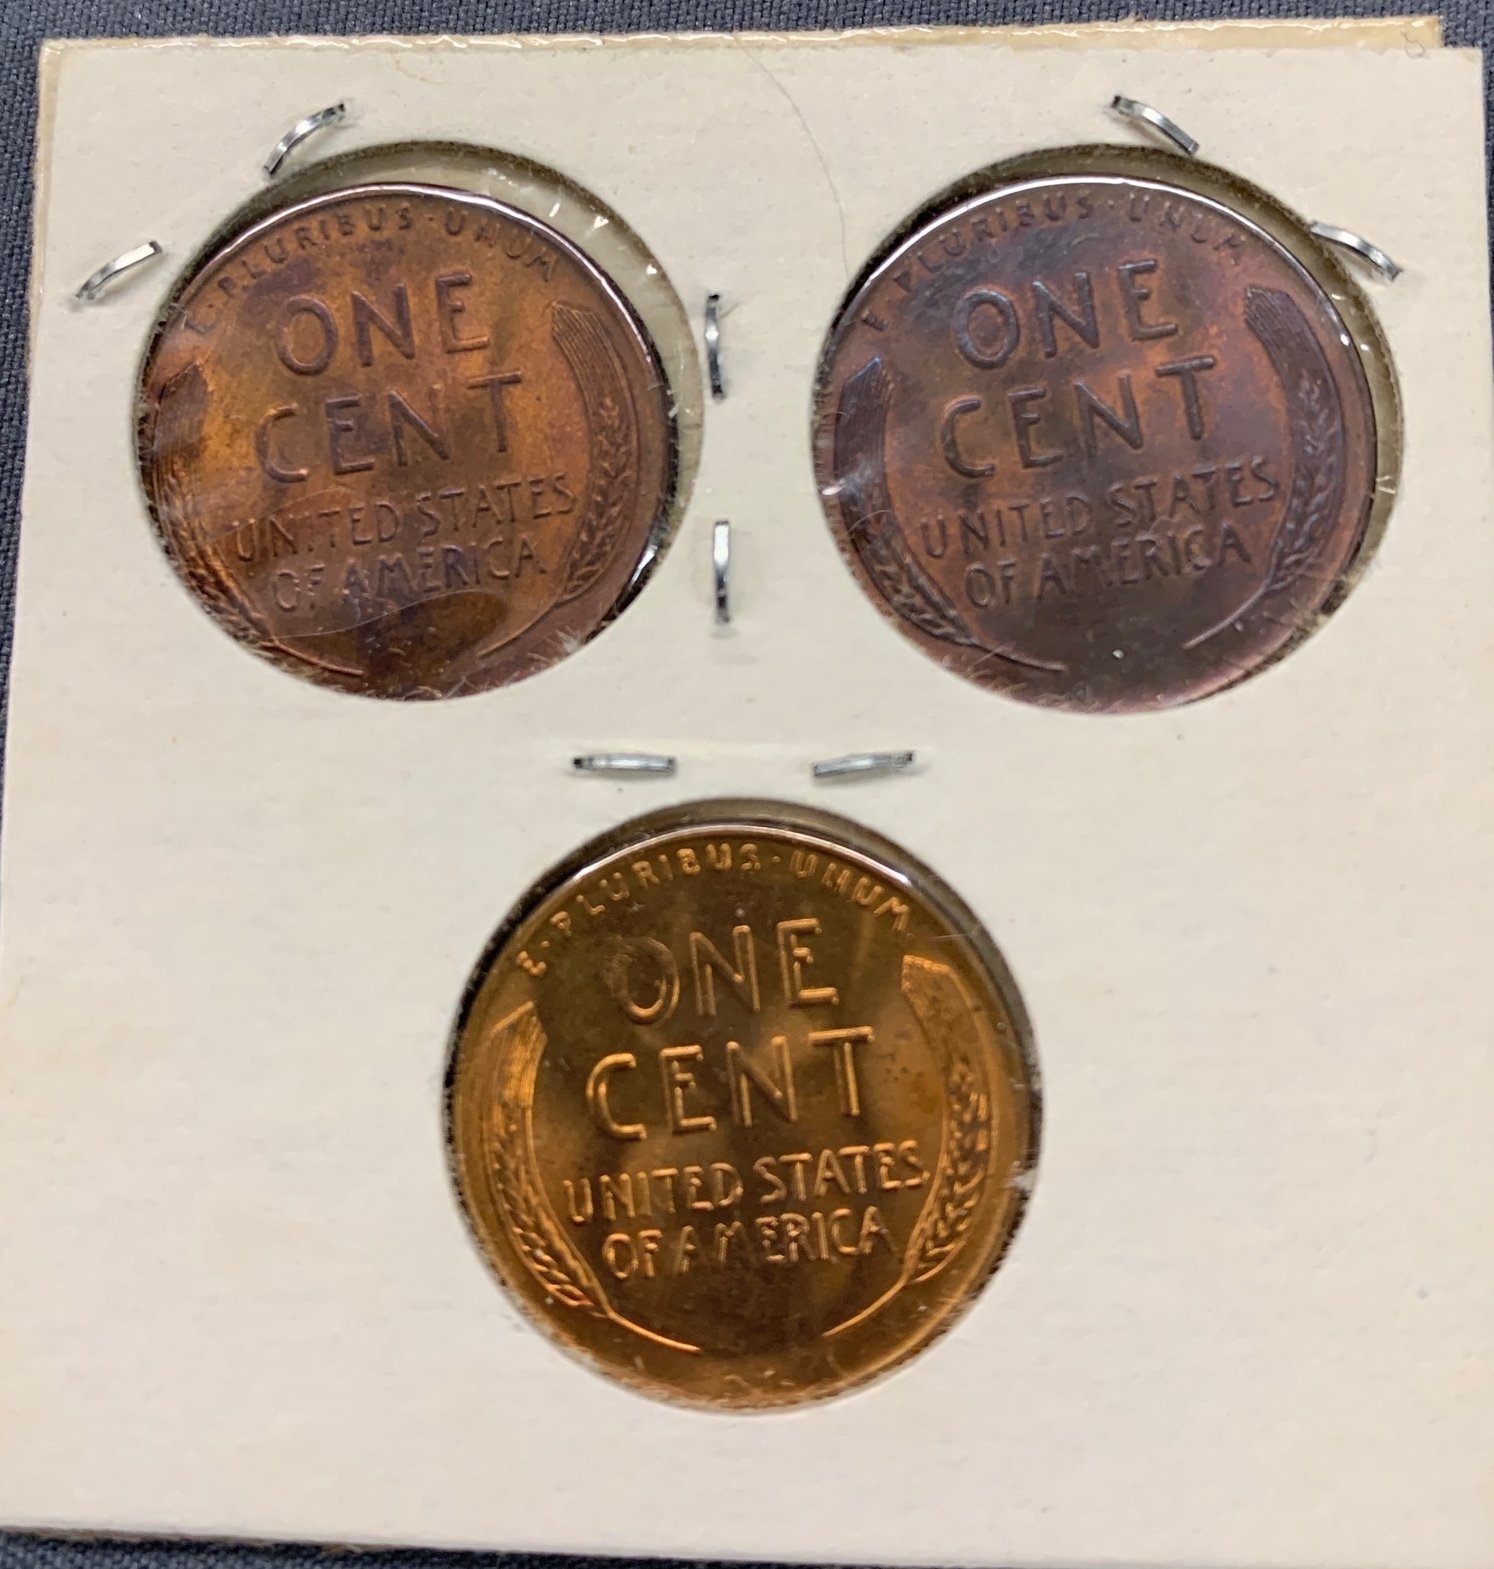 E · PLURIBUS · UNUM
ONE
CENT
UNITED STATES
OF AMERICA
E · PLURIBUS · UNUM
ONE
CENT
UNITED STATES
OF AMERICA
E · PLURIBUS · UNUM
ONE
CENT
UNITED STATES
OF AMERICA